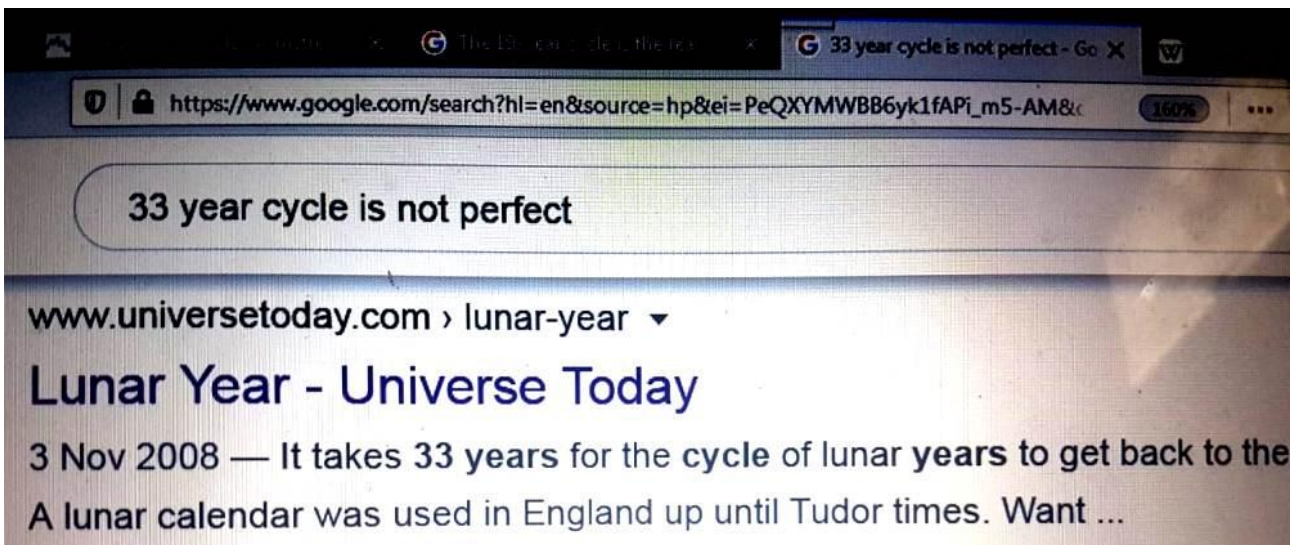 33 year cycle is not perfect - Go
https://www.google.com/search?hl=en&source=hp&ei=PeQXYMWBB6yk1fAPi_m5-AM&
160%
33 year cycle is not perfect
www.universetoday.com › lunar-year
Lunar Year - Universe Today
3 Nov 2008 — It takes 33 years for the cycle of lunar years to get back to the
A lunar calendar was used in England up until Tudor times. Want ...